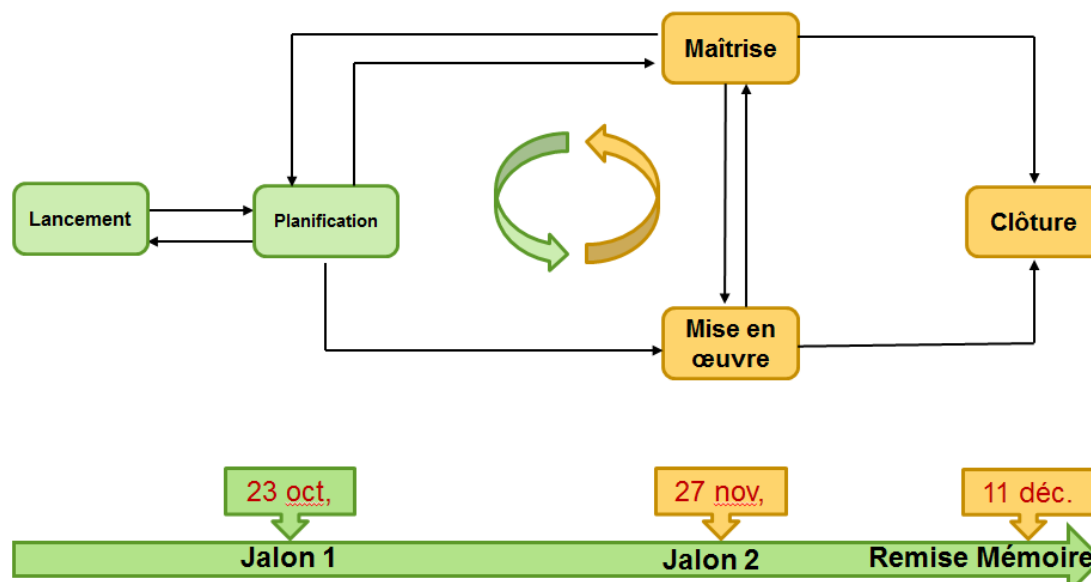 Maîtrise
Lancement
Planification
Clôture
Mise en
œuvre
23 oct,
27 nov,
11 déc.
Jalon 1
Jalon 2
Remise Mémoire